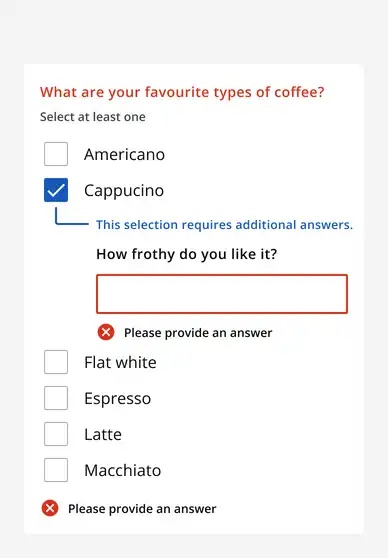 What are your favourite types of coffee?
Select at least one
Americano
Cappucino
This selection requires additional answers.
How frothy do you like it?
Please provide an answer
Flat white
Espresso
Latte
Macchiato
Please provide an answer